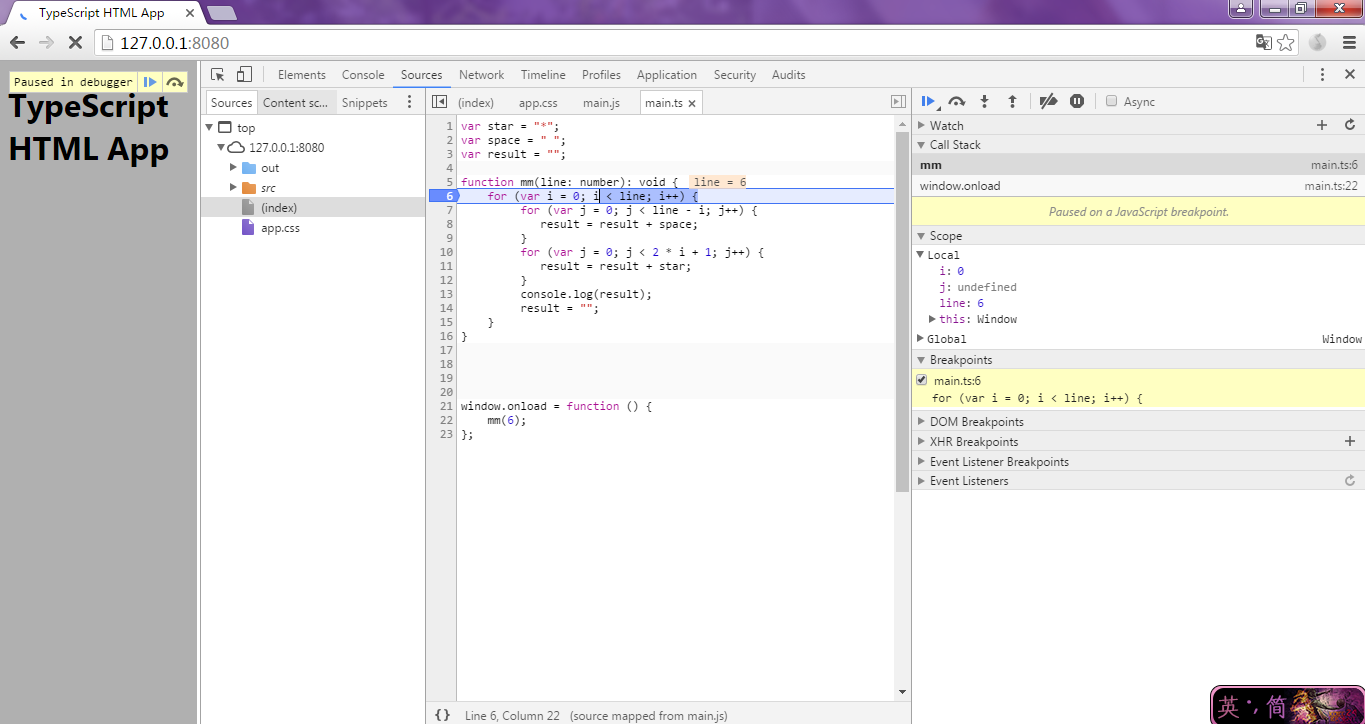 TypeScript HTML App
127.0.0.1:8080
Paused in debugger
TypeScript
HTML App
Elements Console Sources Network Timeline Profiles Application Security Audits
Sources Content sc... Snippets
top
127.0.0.1:8080
out
src
(index)
app.css
(index) app.css main.js main.ts
1 var star = "*";
2 var space = " ";
3 var result = "";
4
5 function mm(line: number): void { line = 6
6 for (var i = 0; i < line; i++) {
7 for (var j = 0; j < line - i; j++) {
8 result = result + space;
9 }
10 for (var j = 0; j < 2 * i + 1; j++) {
11 result = result + star;
12 }
13 console.log(result);
14 result = "";
15 }
16 }
17
18
19
20
21 window.onload = function () {
22 mm(6);
23 };
{} Line 6, Column 22 (source mapped from main.js)
Async
Watch
Call Stack
mm main.ts:6
window.onload main.ts:22
Paused on a JavaScript breakpoint.
Scope
Local
i: 0
j: undefined
line: 6
this: Window
Global Window
Breakpoints
main.ts:6
for (var i = 0; i < line; i++) {
DOM Breakpoints
XHR Breakpoints
Event Listener Breakpoints
Event Listeners
英 简